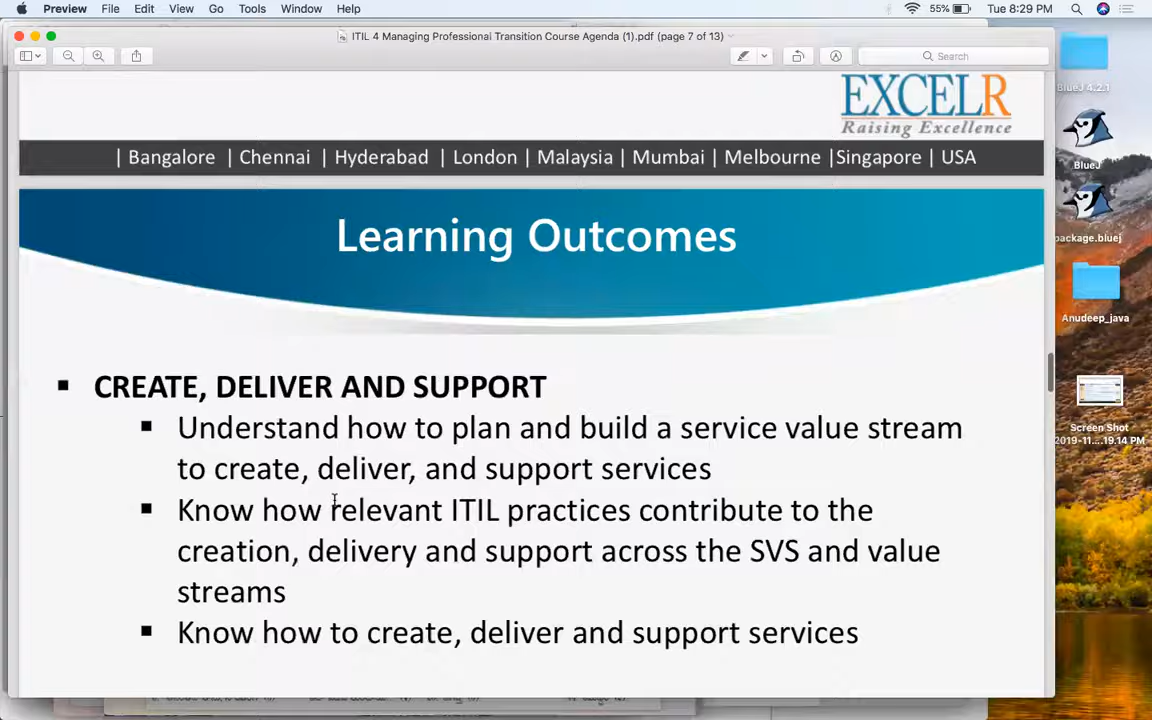 Preview File Edit View Go Tools Window Help 55% Tue 8:29 PM
ITIL 4 Managing Professional Transition Course Agenda (1).pdf (page 7 of 13)
Search
EXCELR
Raising Excellence
| Bangalore | Chennai | Hyderabad | London | Malaysia | Mumbai | Melbourne |Singapore | USA
Learning Outcomes
▪ CREATE, DELIVER AND SUPPORT
▪ Understand how to plan and build a service value stream
to create, deliver, and support services
▪ Know how relevant ITIL practices contribute to the
creation, delivery and support across the SVS and value
streams
▪ Know how to create, deliver and support services
BlueJ 4.2.1
BlueJ
package.bluej
Anudeep_java
Screen Shot
2019-11....19.14 PM